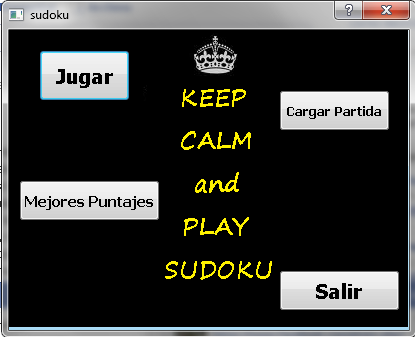 sudoku
Jugar
KEEP
Cargar Partida
CALM
and
Mejores Puntajes
PLAY
SUDOKU
Salir